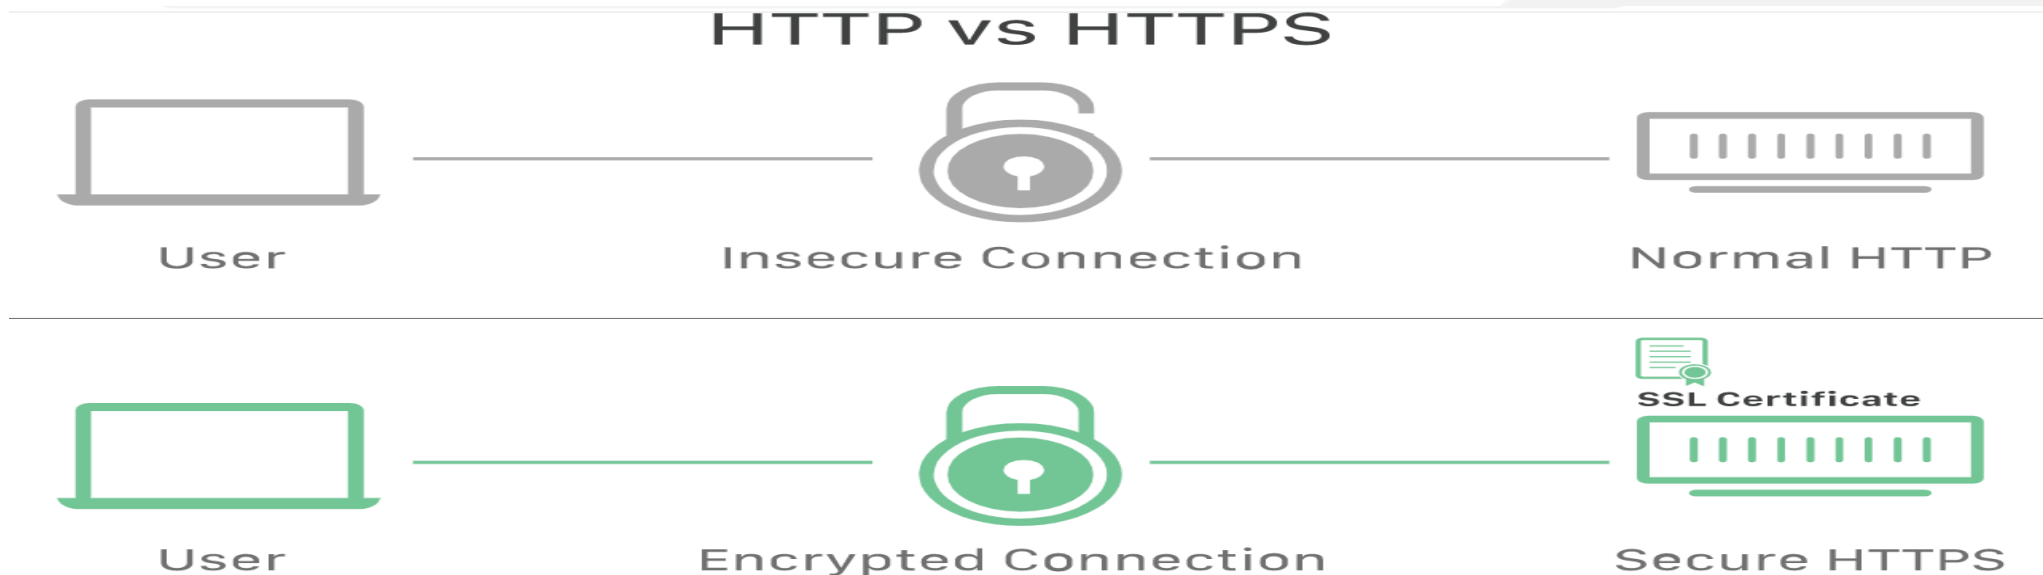 HTTP vs HTTPS
User
Insecure Connection
Normal HTTP
SSL Certificate
User
Encrypted Connection
Secure HTTPS